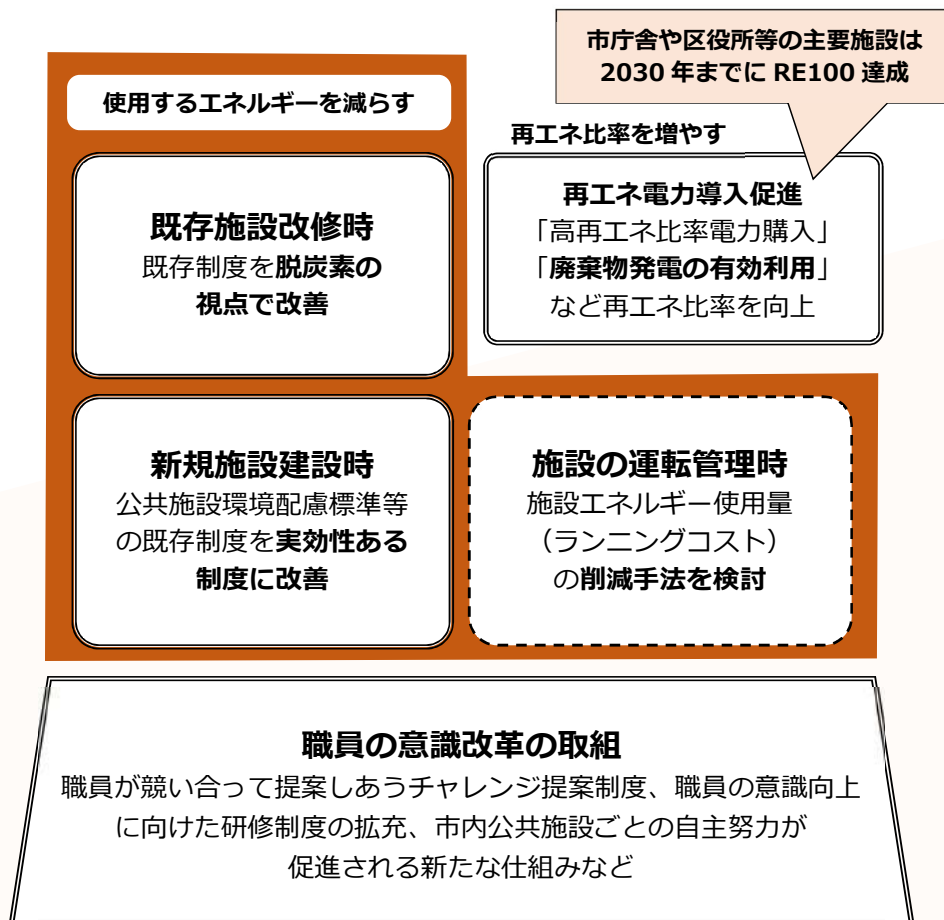 市庁舎や区役所等の主要施設は
2030 年までに RE100 達成
使用するエネルギーを減らす
再エネ比率を増やす
既存施設改修時
既存制度を脱炭素の
視点で改善
再エネ電力導入促進
「高再エネ比率電力購入」
「廃棄物発電の有効利用」
など再エネ比率を向上
新規施設建設時
公共施設環境配慮標準等
の既存制度を実効性ある
制度に改善
施設の運転管理時
施設エネルギー使用量
（ランニングコスト）
の削減手法を検討
職員の意識改革の取組
職員が競い合って提案しあうチャレンジ提案制度、職員の意識向上
に向けた研修制度の拡充、市内公共施設ごとの自主努力が
促進される新たな仕組みなど